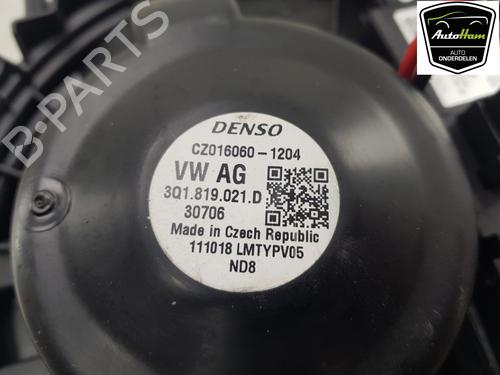 AutoHam
AUTO
ONDERDELEN
B-PARTS
DENSO
CZ016060-1204
VW AG
3Q1.819.021.D
30706
Made in Czech Republic
111018 LMTYPV05
ND8